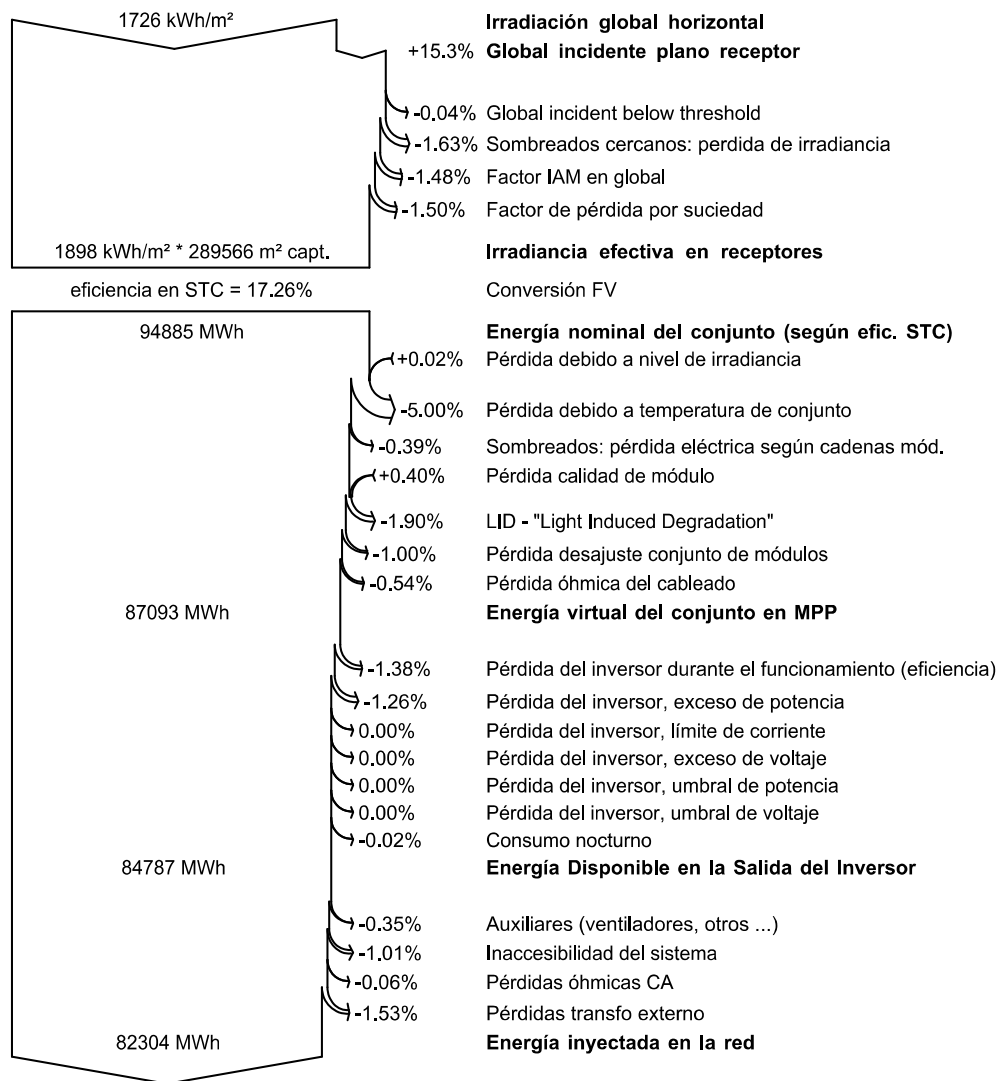 1726 kWh/m² Irradiación global horizontal
+15.3% Global incidente plano receptor
-0.04% Global incident below threshold
-1.63% Sombreados cercanos: perdida de irradiancia
-1.48% Factor IAM en global
-1.50% Factor de pérdida por suciedad
1898 kWh/m² * 289566 m² capt. Irradiancia efectiva en receptores
eficiencia en STC = 17.26% Conversión FV
94885 MWh Energía nominal del conjunto (según efic. STC)
+0.02% Pérdida debido a nivel de irradiancia
-5.00% Pérdida debido a temperatura de conjunto
-0.39% Sombreados: pérdida eléctrica según cadenas mód.
+0.40% Pérdida calidad de módulo
-1.90% LID - "Light Induced Degradation"
-1.00% Pérdida desajuste conjunto de módulos
-0.54% Pérdida óhmica del cableado
87093 MWh Energía virtual del conjunto en MPP
-1.38% Pérdida del inversor durante el funcionamiento (eficiencia)
-1.26% Pérdida del inversor, exceso de potencia
0.00% Pérdida del inversor, límite de corriente
0.00% Pérdida del inversor, exceso de voltaje
0.00% Pérdida del inversor, umbral de potencia
0.00% Pérdida del inversor, umbral de voltaje
-0.02% Consumo nocturno
84787 MWh Energía Disponible en la Salida del Inversor
-0.35% Auxiliares (ventiladores, otros ...)
-1.01% Inaccesibilidad del sistema
-0.06% Pérdidas óhmicas CA
-1.53% Pérdidas transfo externo
82304 MWh Energía inyectada en la red